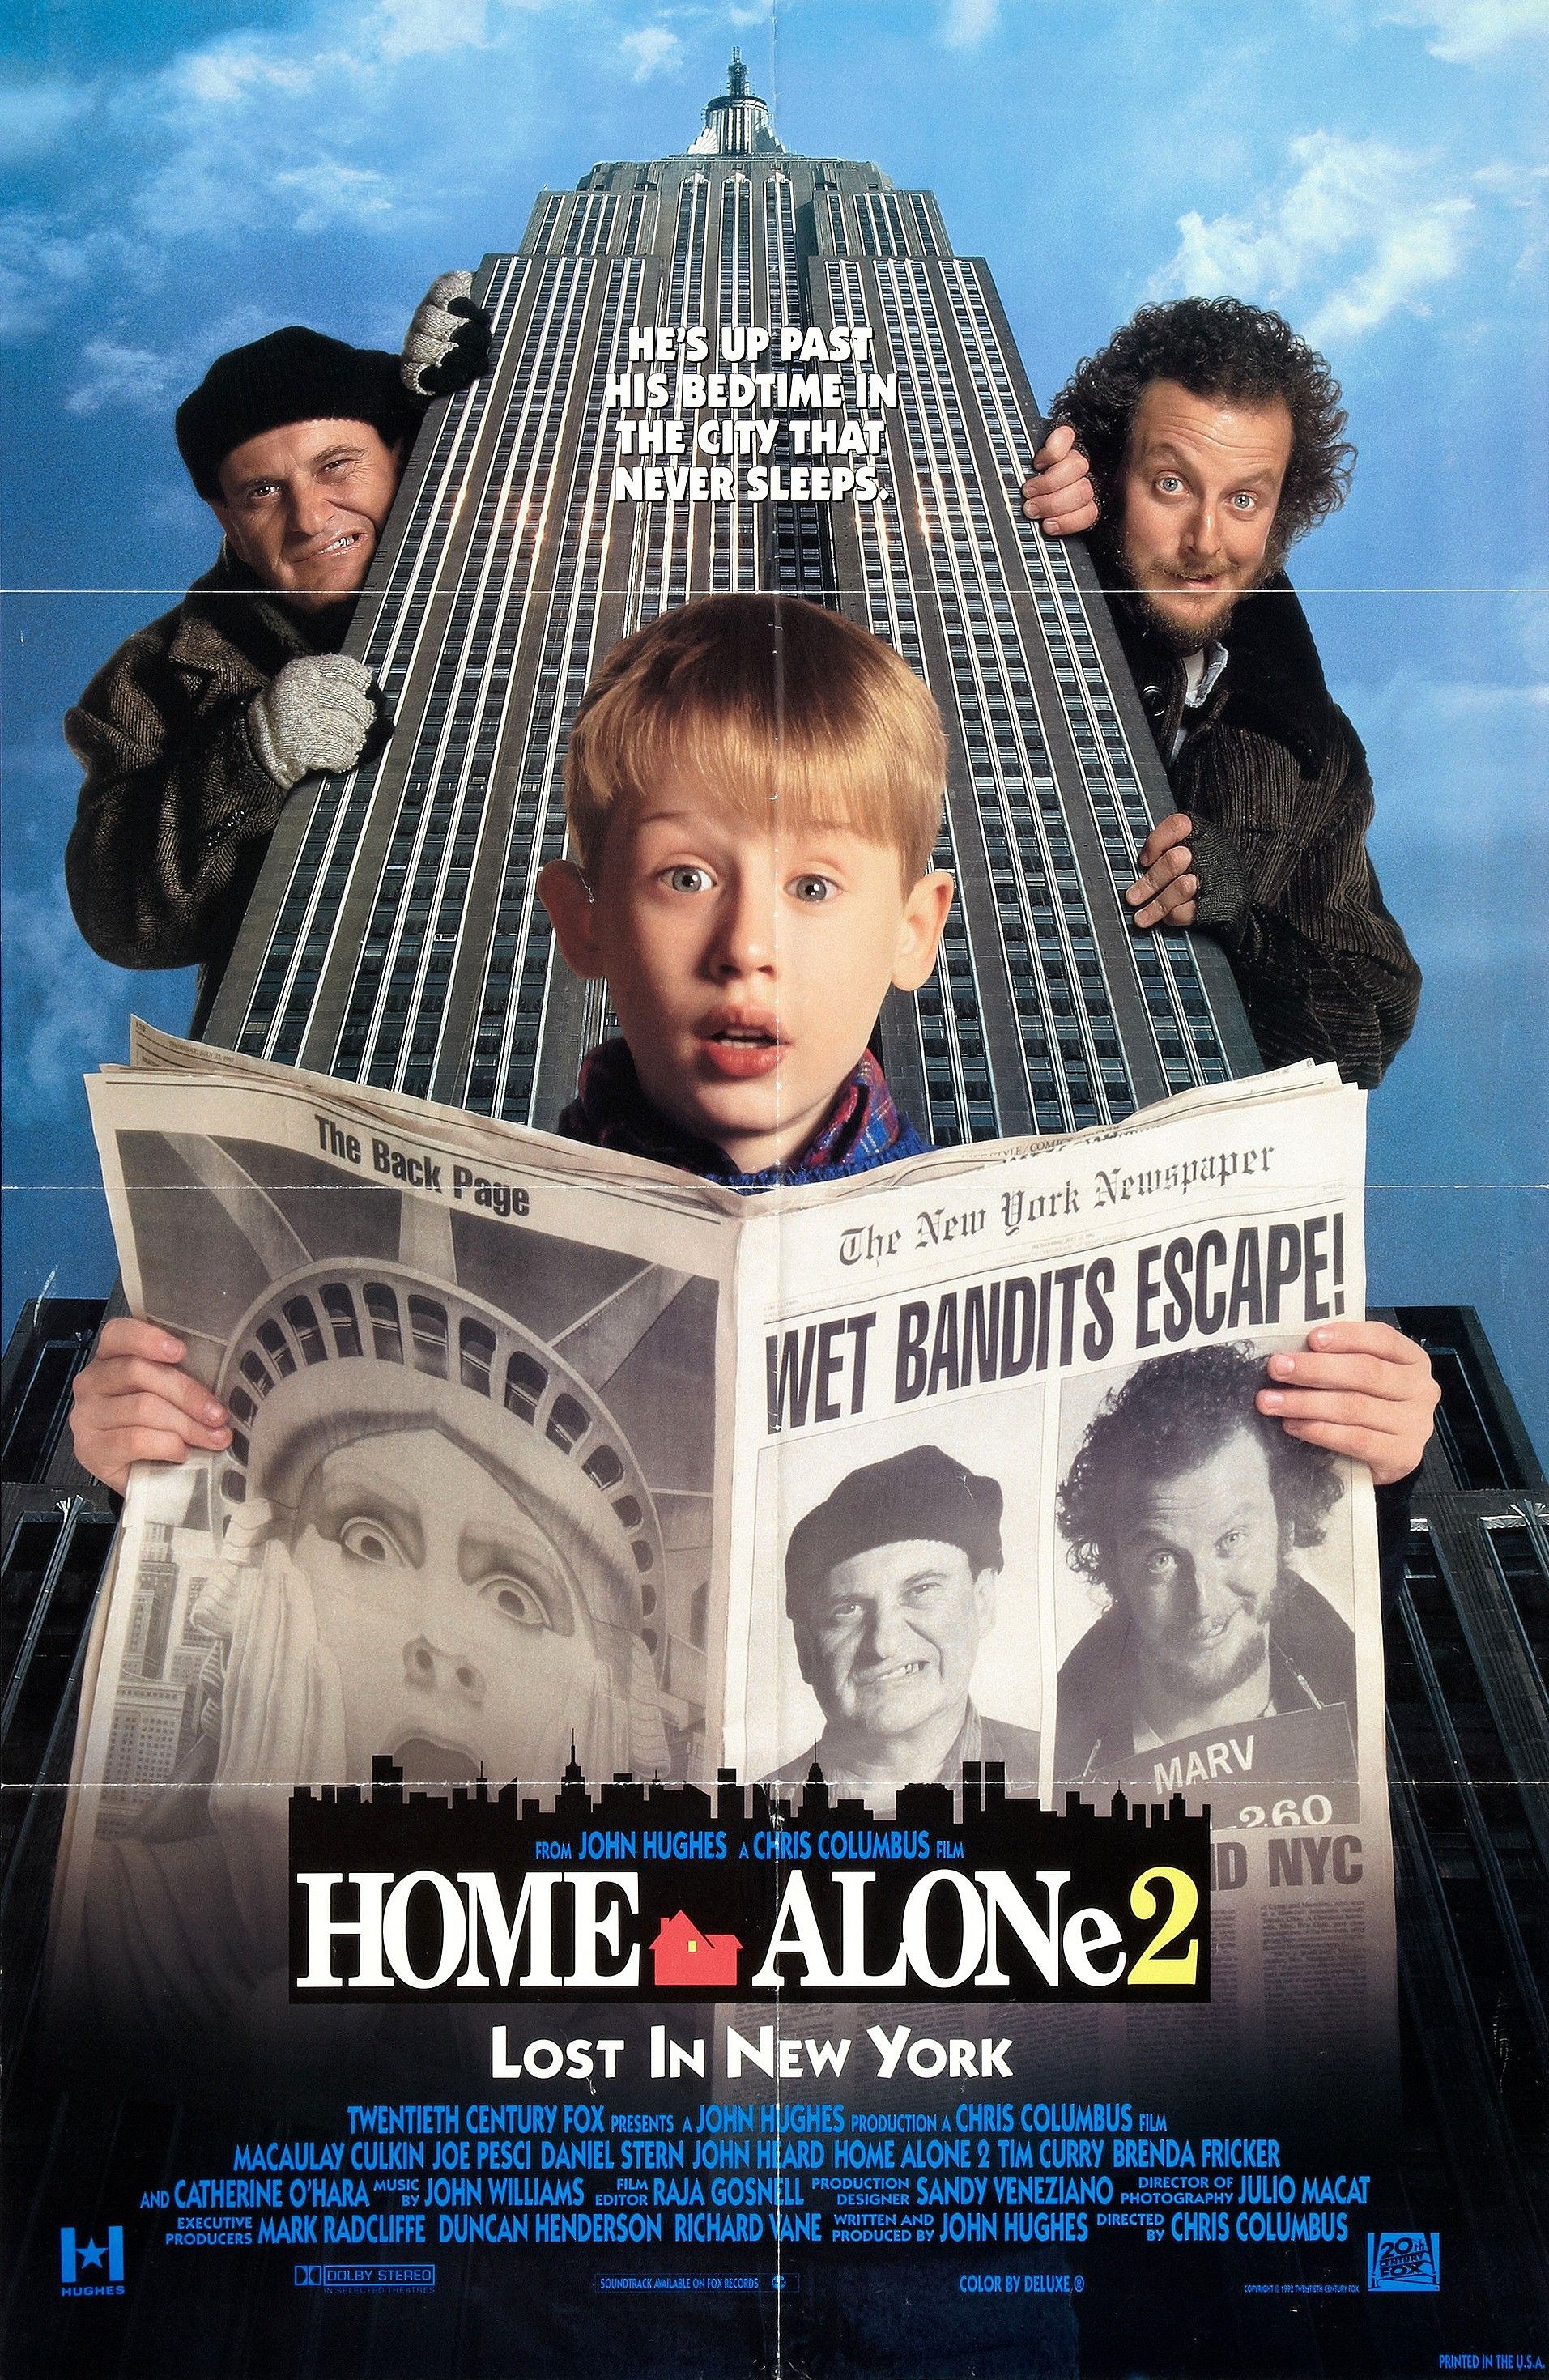 HE'S UP PAST
HIS BEDTIME IN
THE CITY THAT
NEVER SLEEPS.
The Back Page
The New York Newspaper
WET BANDITS ESCAPE!
MARV
260
NYC
FROM JOHN HUGHES A CHRIS COLUMBUS FILM
HOME ALONe2
LOST IN NEW YORK
TWENTIETH CENTURY FOX PRESENTS A JOHN HUGHES PRODUCTION A CHRIS COLUMBUS FILM
MACAULAY CULKIN JOE PESCI DANIEL STERN JOHN HEARD HOME ALONE 2 TIM CURRY BRENDA FRICKER
AND CATHERINE O'HARA MUSIC BY JOHN WILLIAMS FILM EDITOR RAJA GOSNELL PRODUCTION DESIGNER SANDY VENEZIANO DIRECTOR OF PHOTOGRAPHY JULIO MACAT
EXECUTIVE PRODUCERS MARK RADCLIFFE DUNCAN HENDERSON RICHARD VANE WRITTEN AND PRODUCED BY JOHN HUGHES DIRECTED BY CHRIS COLUMBUS
HUGHES
DOLBY STEREO
IN SELECTED THEATRES
SOUNDTRACK AVAILABLE ON FOX RECORDS
COLOR BY DELUXE ®
COPYRIGHT © 1992 TWENTIETH CENTURY FOX
20th CENTURY FOX
PRINTED IN THE U.S.A.